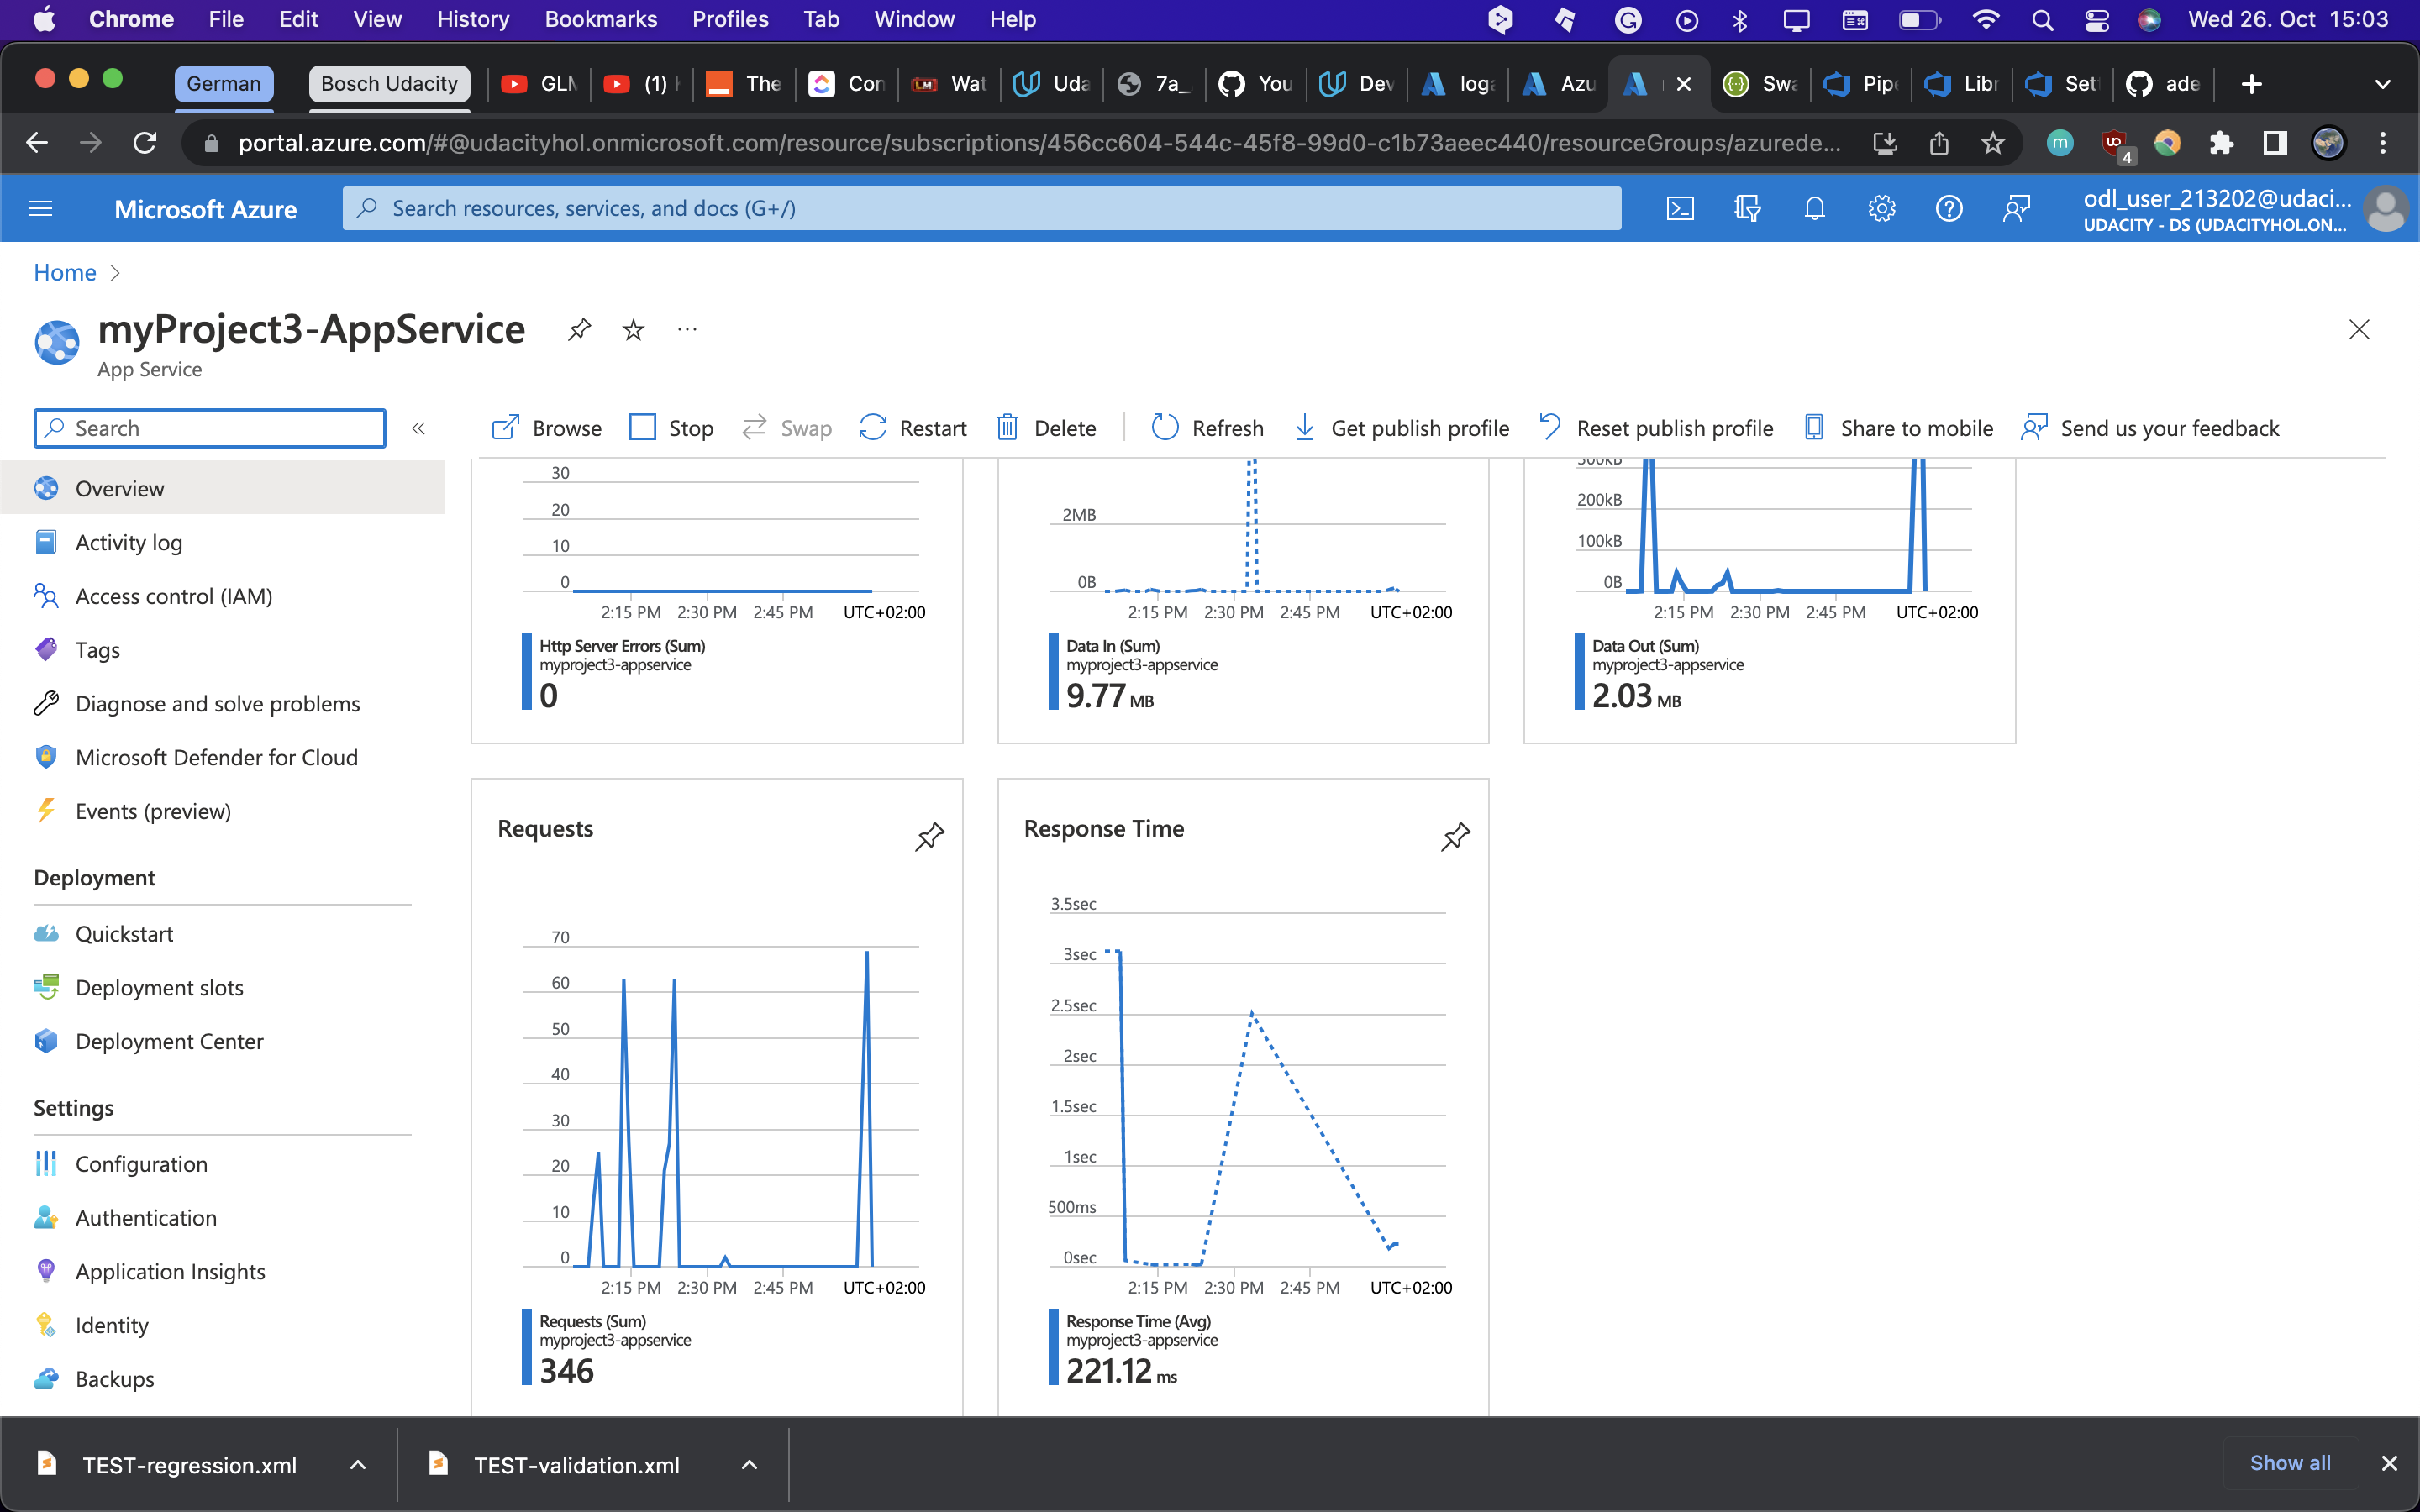 Chrome File Edit View History Bookmarks Profiles Tab Window Help Wed 26. Oct 15:03
German Bosch Udacity GLM (1) The Con Wat Uda 7a_ You Dev loga Azu Swa Pipe Libr Set ade
portal.azure.com/#@udacityhol.onmicrosoft.com/resource/subscriptions/456cc604-544c-45f8-99d0-c1b73aeec440/resourceGroups/azurede... m 4
Microsoft Azure Search resources, services, and docs (G+/) odl_user_213202@udaci...
UDACITY - DS (UDACITYHOL.ON...
Home
myProject3-AppService ...
App Service
Search « Browse Stop Swap Restart Delete Refresh Get publish profile Reset publish profile Share to mobile Send us your feedback
Overview
Activity log
Access control (IAM)
Tags
Diagnose and solve problems
Microsoft Defender for Cloud
Events (preview)
Deployment
Quickstart
Deployment slots
Deployment Center
Settings
Configuration
Authentication
Application Insights
Identity
Backups
30
20
10
0
2:15 PM 2:30 PM 2:45 PM UTC+02:00
Http Server Errors (Sum)
myproject3-appservice
0
2MB
0B
2:15 PM 2:30 PM 2:45 PM UTC+02:00
Data In (Sum)
myproject3-appservice
9.77 MB
300kB
200kB
100kB
0B
2:15 PM 2:30 PM 2:45 PM UTC+02:00
Data Out (Sum)
myproject3-appservice
2.03 MB
Requests
70
60
50
40
30
20
10
0
2:15 PM 2:30 PM 2:45 PM UTC+02:00
Requests (Sum)
myproject3-appservice
346
Response Time
3.5sec
3sec
2.5sec
2sec
1.5sec
1sec
500ms
0sec
2:15 PM 2:30 PM 2:45 PM UTC+02:00
Response Time (Avg)
myproject3-appservice
221.12 ms
TEST-regression.xml TEST-validation.xml Show all